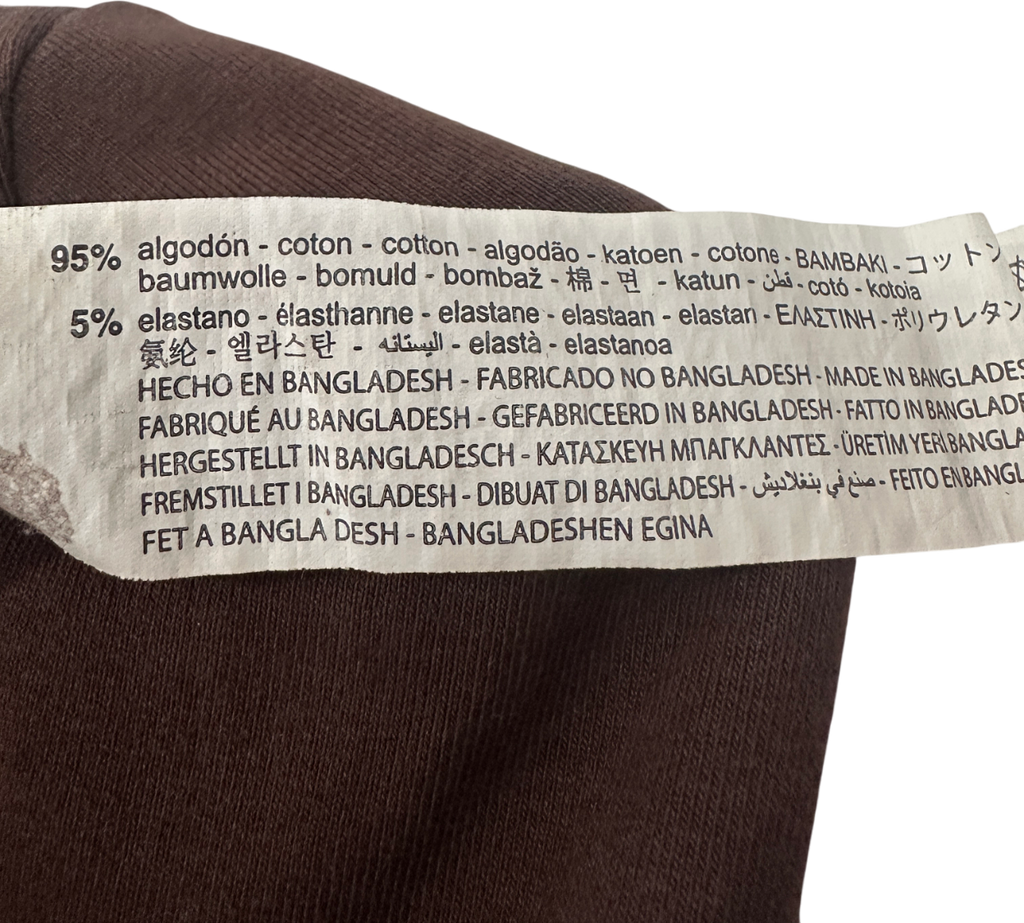 95% algodón - coton - cotton - algodão - katoen - cotone - BAMBAKI - コットン
baumwolle - bomuld - bombaž - 棉 - 면 - katun - قطن - cotó - kotoia
5% elastano - élasthanne - elastane - elastaan - elastan - ΕΛΑΣΤΙΝΗ - ポリウレタン
氨纶 - 엘라스탄 - اليستانه - elastà - elastanoa
HECHO EN BANGLADESH - FABRICADO NO BANGLADESH - MADE IN BANGLADES
FABRIQUÉ AU BANGLADESH - GEFABRICEERD IN BANGLADESH - FATTO IN BANGLADE
HERGESTELLT IN BANGLADESCH - ΚΑΤΑΣΚΕΥΗ ΜΠΑΓΚΛΑΝΤΕΣ - ÜRETİM YERİ BANGLA
FREMSTILLET I BANGLADESH - DIBUAT DI BANGLADESH - صنع في بنغلاديش - FEITO EN BANGL
FET A BANGLA DESH - BANGLADESHEN EGINA